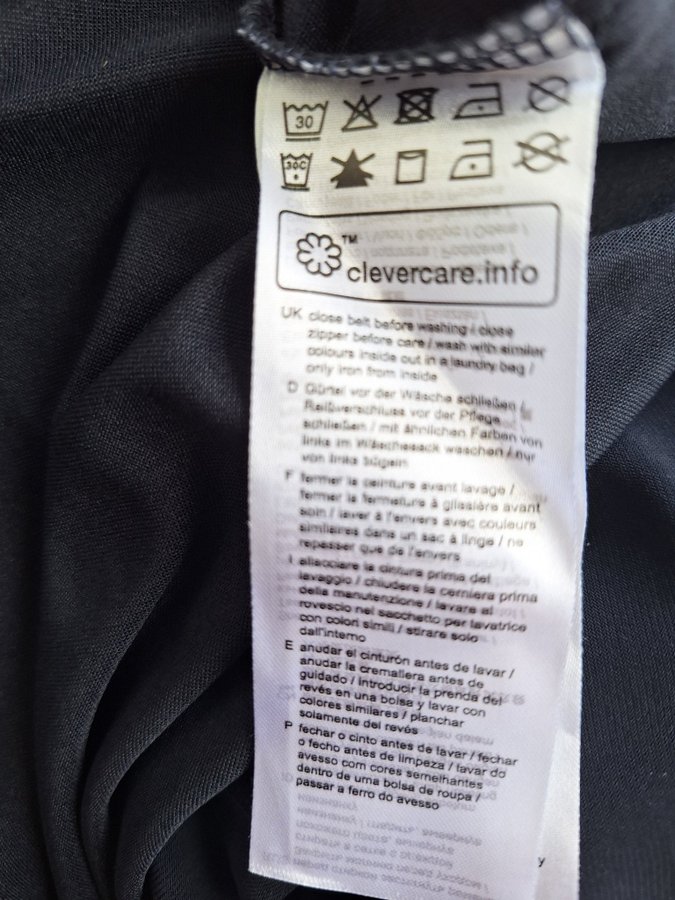 30
30C
™
clevercare.info
UK close belt before washing / close
zipper before care / wash with similar
colours inside out in a laundry bag /
only iron from inside
D Gürtel vor der Wäsche schließen /
Reißverschluss vor der Pflege
schließen / mit ähnlichen Farben von
links im Wäschesack waschen / nur
von links bügeln
F fermer la ceinture avant lavage /
fermer la fermeture à glissière avant
soin / laver à l'envers avec couleurs
similaires dans un sac à linge / ne
repasser que de l'envers
I allacciare la cintura prima del
lavaggio / chiudere la cerniera prima
della manutenzione / lavare al
rovescio nel sacchetto per lavatrice
con colori simili / stirare solo
dall'interno
E anudar el cinturón antes de lavar /
anudar la cremallera antes de
guidado / introducir la prenda del
revés en una bolsa y lavar con
colores similares / planchar
solamente del revés
P fechar o cinto antes de lavar / fechar
o fecho antes de limpeza / lavar do
avesso com cores semelhantes
dentro de uma bolsa de roupa /
passar a ferro do avesso
y